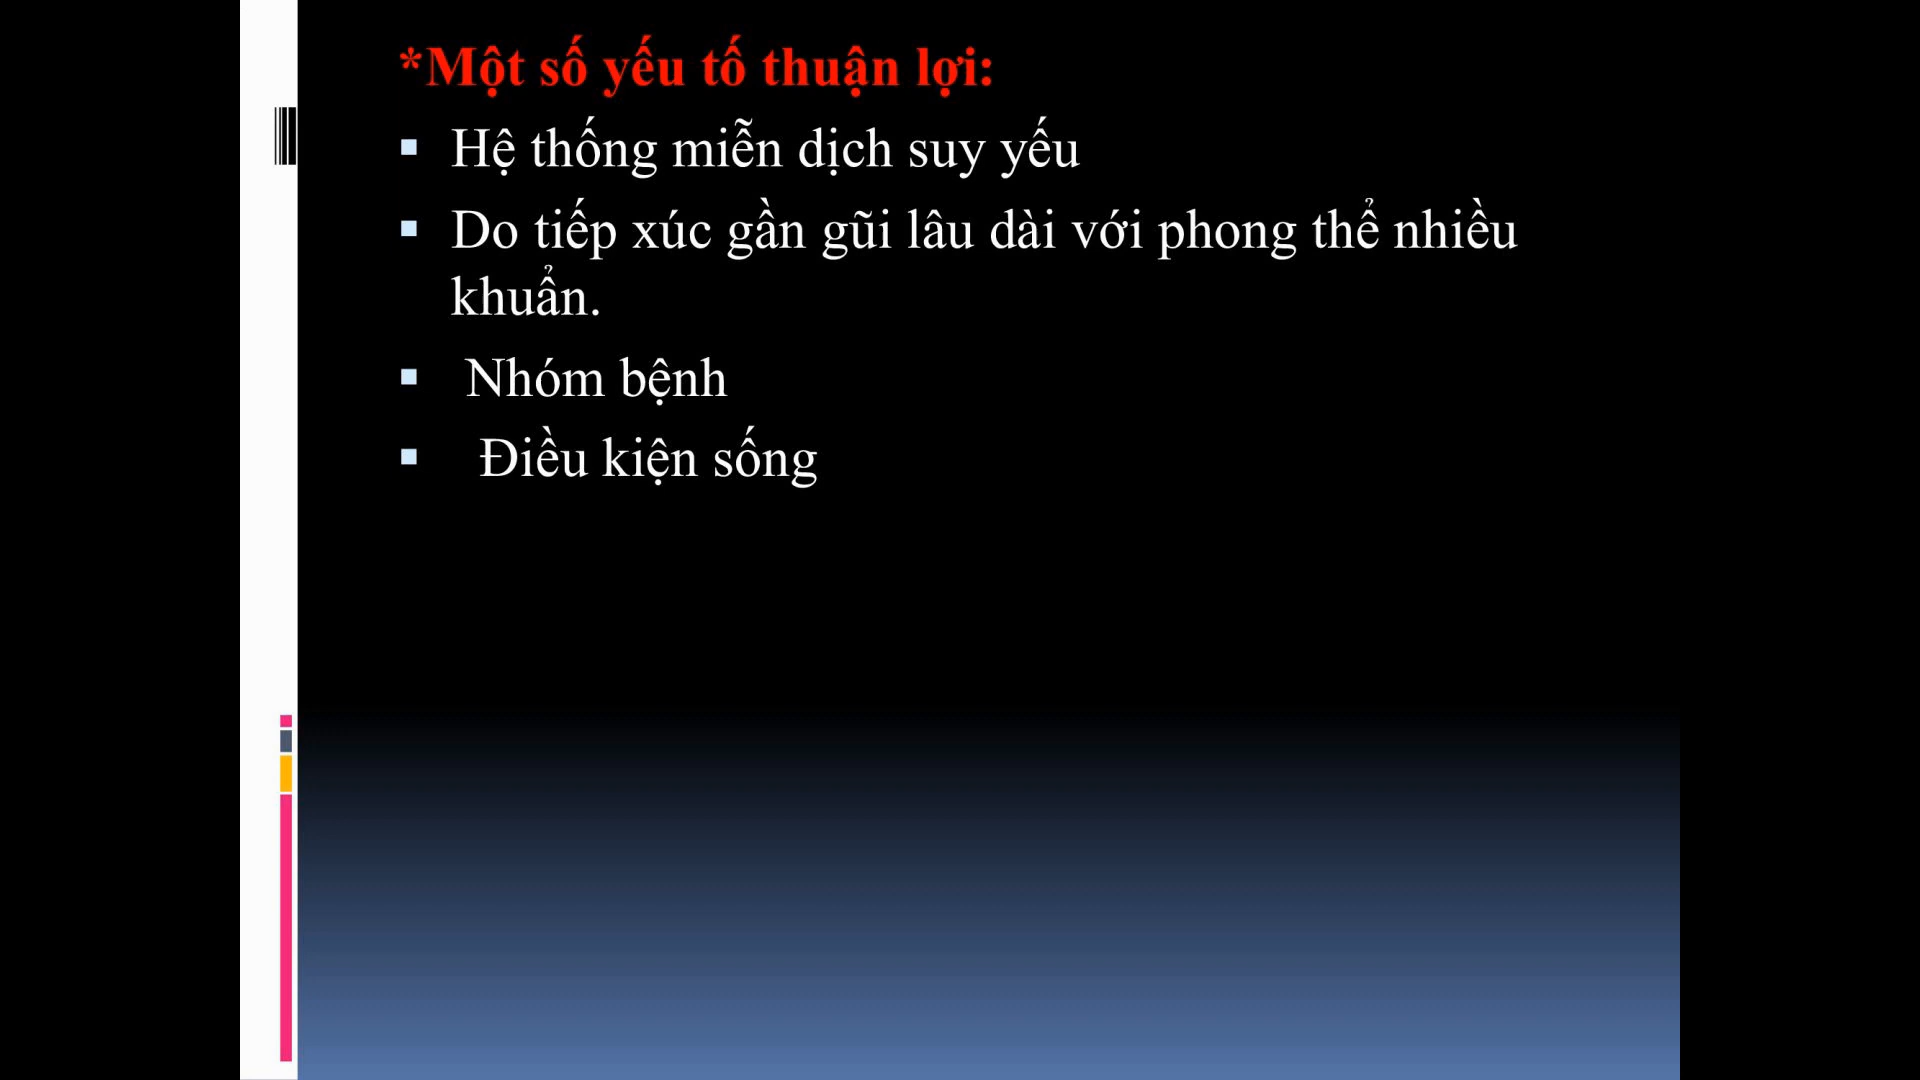 *Một số yếu tố thuận lợi:
Hệ thống miễn dịch suy yếu
Do tiếp xúc gần gũi lâu dài với phong thể nhiều
khuẩn.
Nhóm bệnh
Điều kiện sống